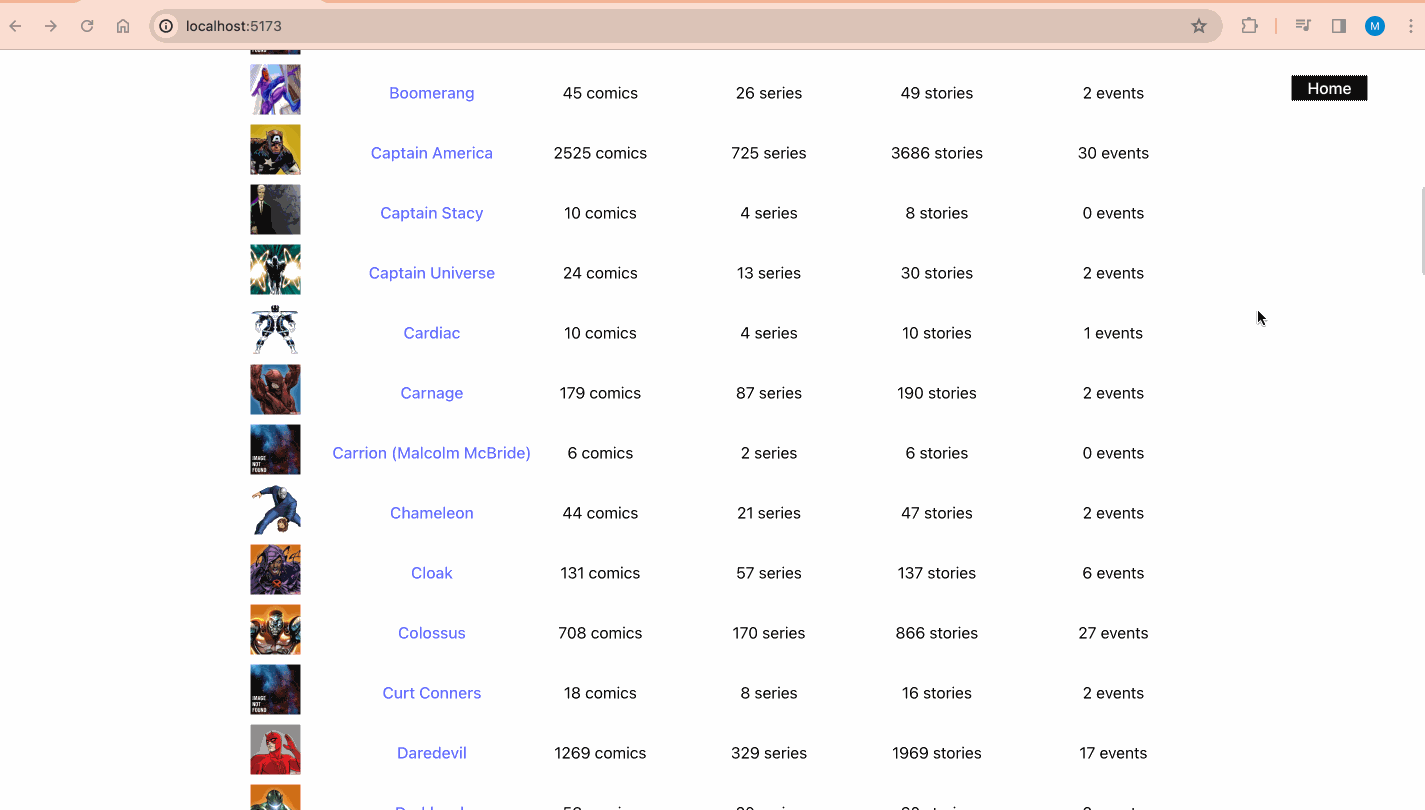 localhost:5173
M
Home
Boomerang 45 comics 26 series 49 stories 2 events
Captain America 2525 comics 725 series 3686 stories 30 events
Captain Stacy 10 comics 4 series 8 stories 0 events
Captain Universe 24 comics 13 series 30 stories 2 events
Cardiac 10 comics 4 series 10 stories 1 events
Carnage 179 comics 87 series 190 stories 2 events
IMAGE
NOT
FOUND
Carrion (Malcolm McBride) 6 comics 2 series 6 stories 0 events
Chameleon 44 comics 21 series 47 stories 2 events
Cloak 131 comics 57 series 137 stories 6 events
Colossus 708 comics 170 series 866 stories 27 events
IMAGE
NOT
FOUND
Curt Conners 18 comics 8 series 16 stories 2 events
Daredevil 1269 comics 329 series 1969 stories 17 events